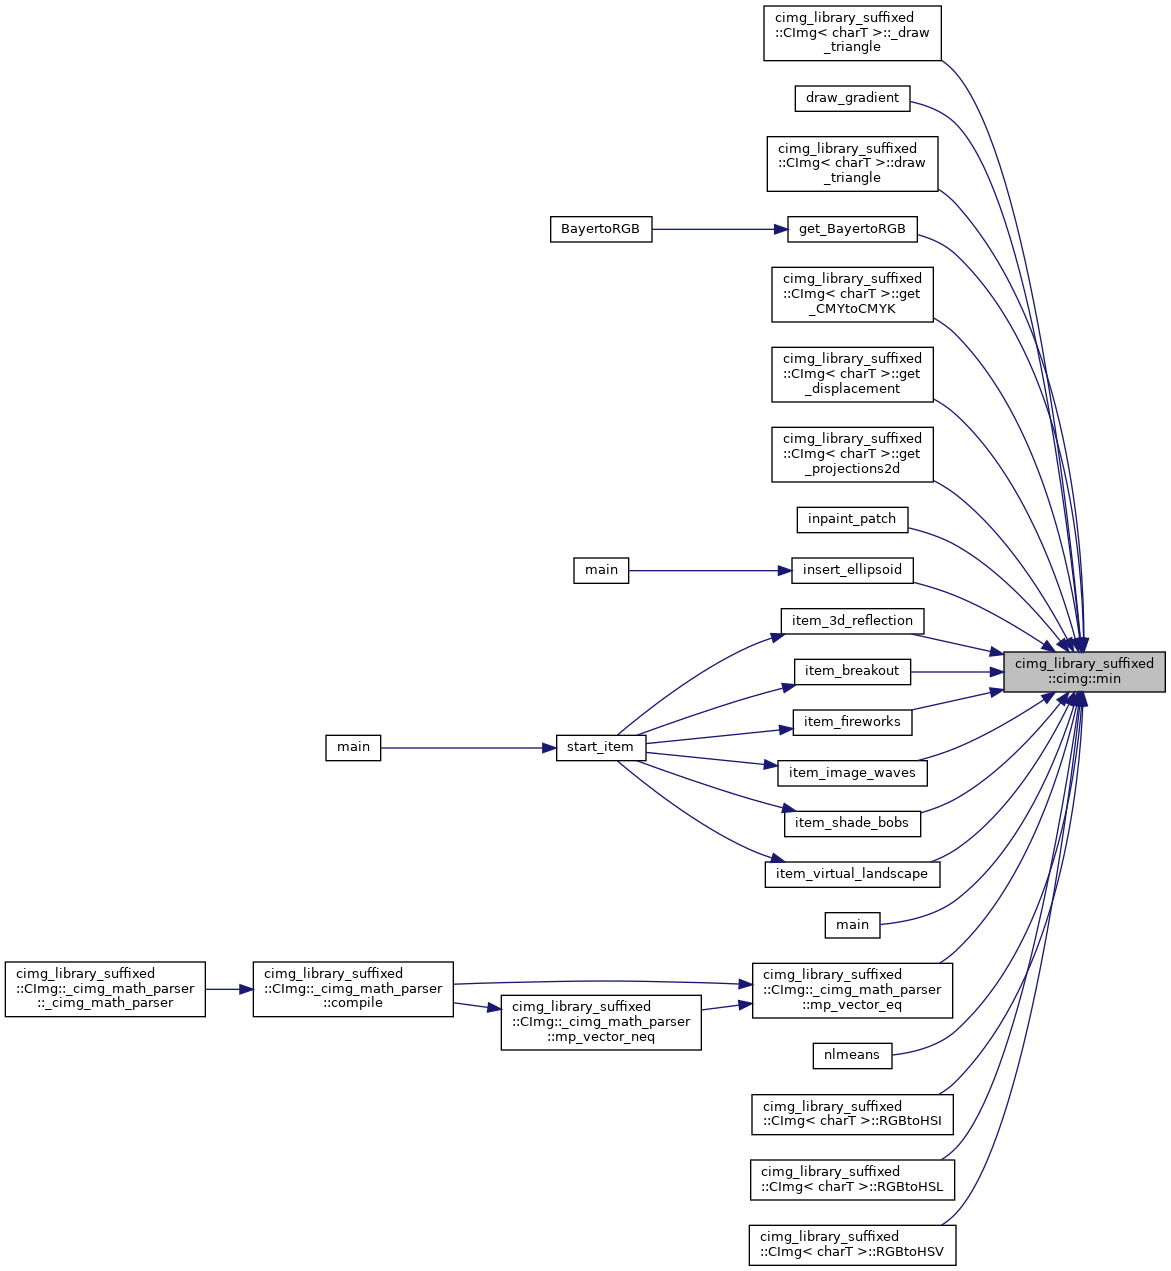 cimg_library_suffixed
::CImg< charT >::_draw
_triangle
draw_gradient
cimg_library_suffixed
::CImg< charT >::draw
_triangle
BayertoRGB
get_BayertoRGB
cimg_library_suffixed
::CImg< charT >::get
_CMYtoCMYK
cimg_library_suffixed
::CImg< charT >::get
_displacement
cimg_library_suffixed
::CImg< charT >::get
_projections2d
inpaint_patch
main
insert_ellipsoid
item_3d_reflection
cimg_library_suffixed
::cimg::min
item_breakout
item_fireworks
main
start_item
item_image_waves
item_shade_bobs
item_virtual_landscape
main
cimg_library_suffixed
::CImg::_cimg_math_parser
::_cimg_math_parser
cimg_library_suffixed
::CImg::_cimg_math_parser
::compile
cimg_library_suffixed
::CImg::_cimg_math_parser
::mp_vector_eq
cimg_library_suffixed
::CImg::_cimg_math_parser
::mp_vector_neq
nlmeans
cimg_library_suffixed
::CImg< charT >::RGBtoHSI
cimg_library_suffixed
::CImg< charT >::RGBtoHSL
cimg_library_suffixed
::CImg< charT >::RGBtoHSV